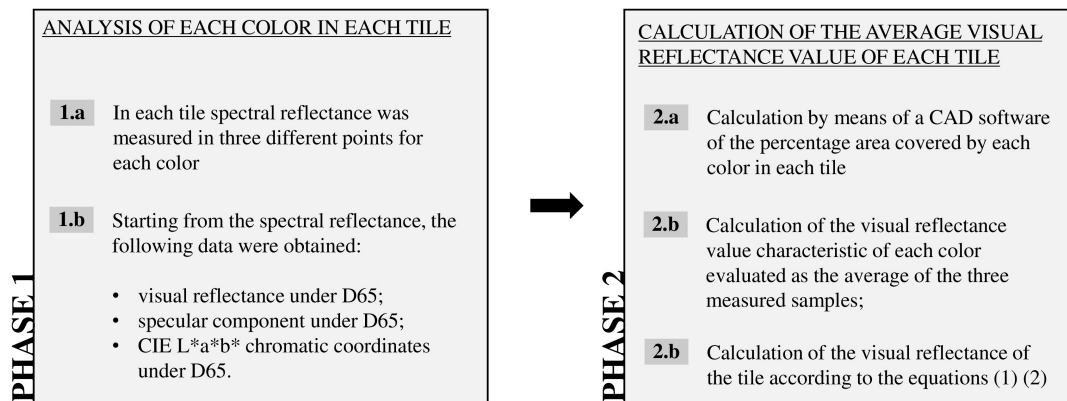 PHASE 1
ANALYSIS OF EACH COLOR IN EACH TILE
1.a In each tile spectral reflectance was
measured in three different points for
each color
1.b Starting from the spectral reflectance, the
following data were obtained:
• visual reflectance under D65;
• specular component under D65;
• CIE L*a*b* chromatic coordinates
under D65.
PHASE 2
CALCULATION OF THE AVERAGE VISUAL
REFLECTANCE VALUE OF EACH TILE
2.a Calculation by means of a CAD software
of the percentage area covered by each
color in each tile
2.b Calculation of the visual reflectance
value characteristic of each color
evaluated as the average of the three
measured samples;
2.b Calculation of the visual reflectance of
the tile according to the equations (1) (2)